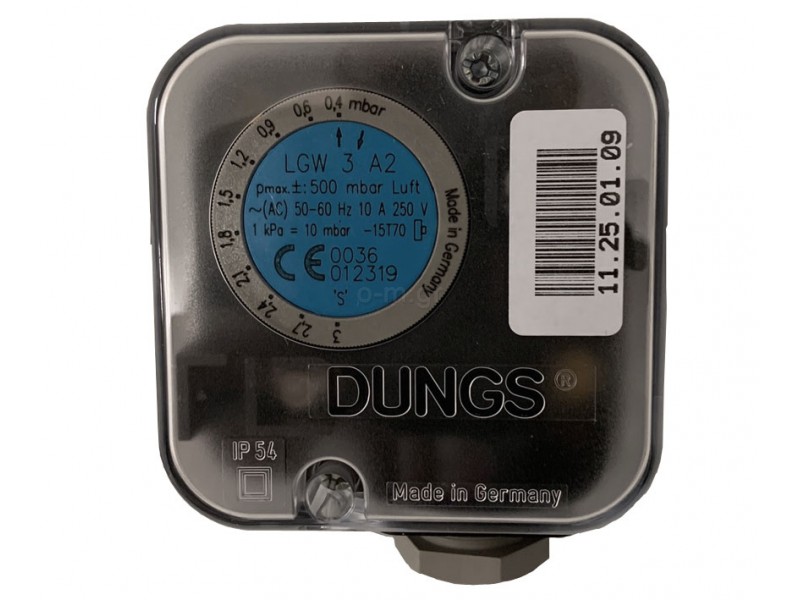 0,4 mbar
0,6
0,9
1,2
1,5
1,8
2,1
2,4
2,7
3
Made in Germany
LGW 3 A2
pmax. ±: 500 mbar Luft
~(AC) 50-60 Hz 10 A 250 V
1 kPa = 10 mbar -15T70
CE 0036
012319
'S'
11.25.01.09
DUNGS®
IP 54
Made in Germany